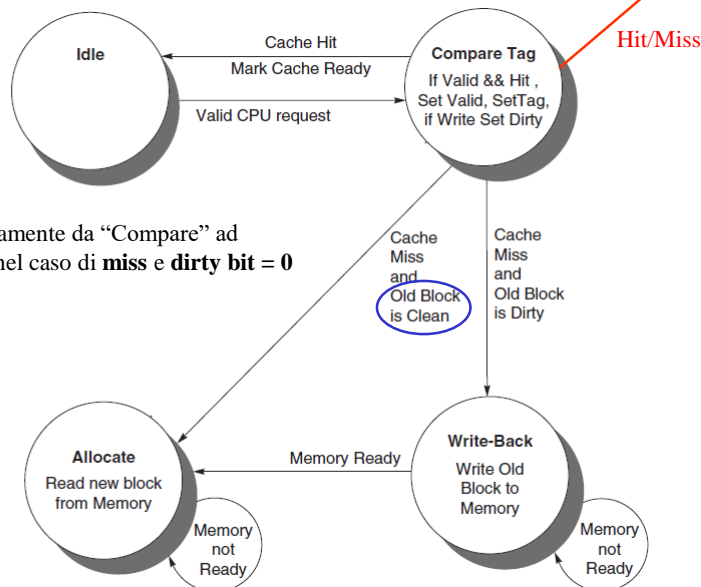 Idle
Cache Hit
Mark Cache Ready
Valid CPU request
Compare Tag
If Valid && Hit ,
Set Valid, SetTag,
if Write Set Dirty
Hit/Miss
amente da “Compare” ad
nel caso di miss e dirty bit = 0
Cache
Miss
and
Old Block
is Clean
Cache
Miss
and
Old Block
is Dirty
Allocate
Read new block
from Memory
Memory Ready
Write-Back
Write Old
Block to
Memory
Memory
not
Ready
Memory
not
Ready